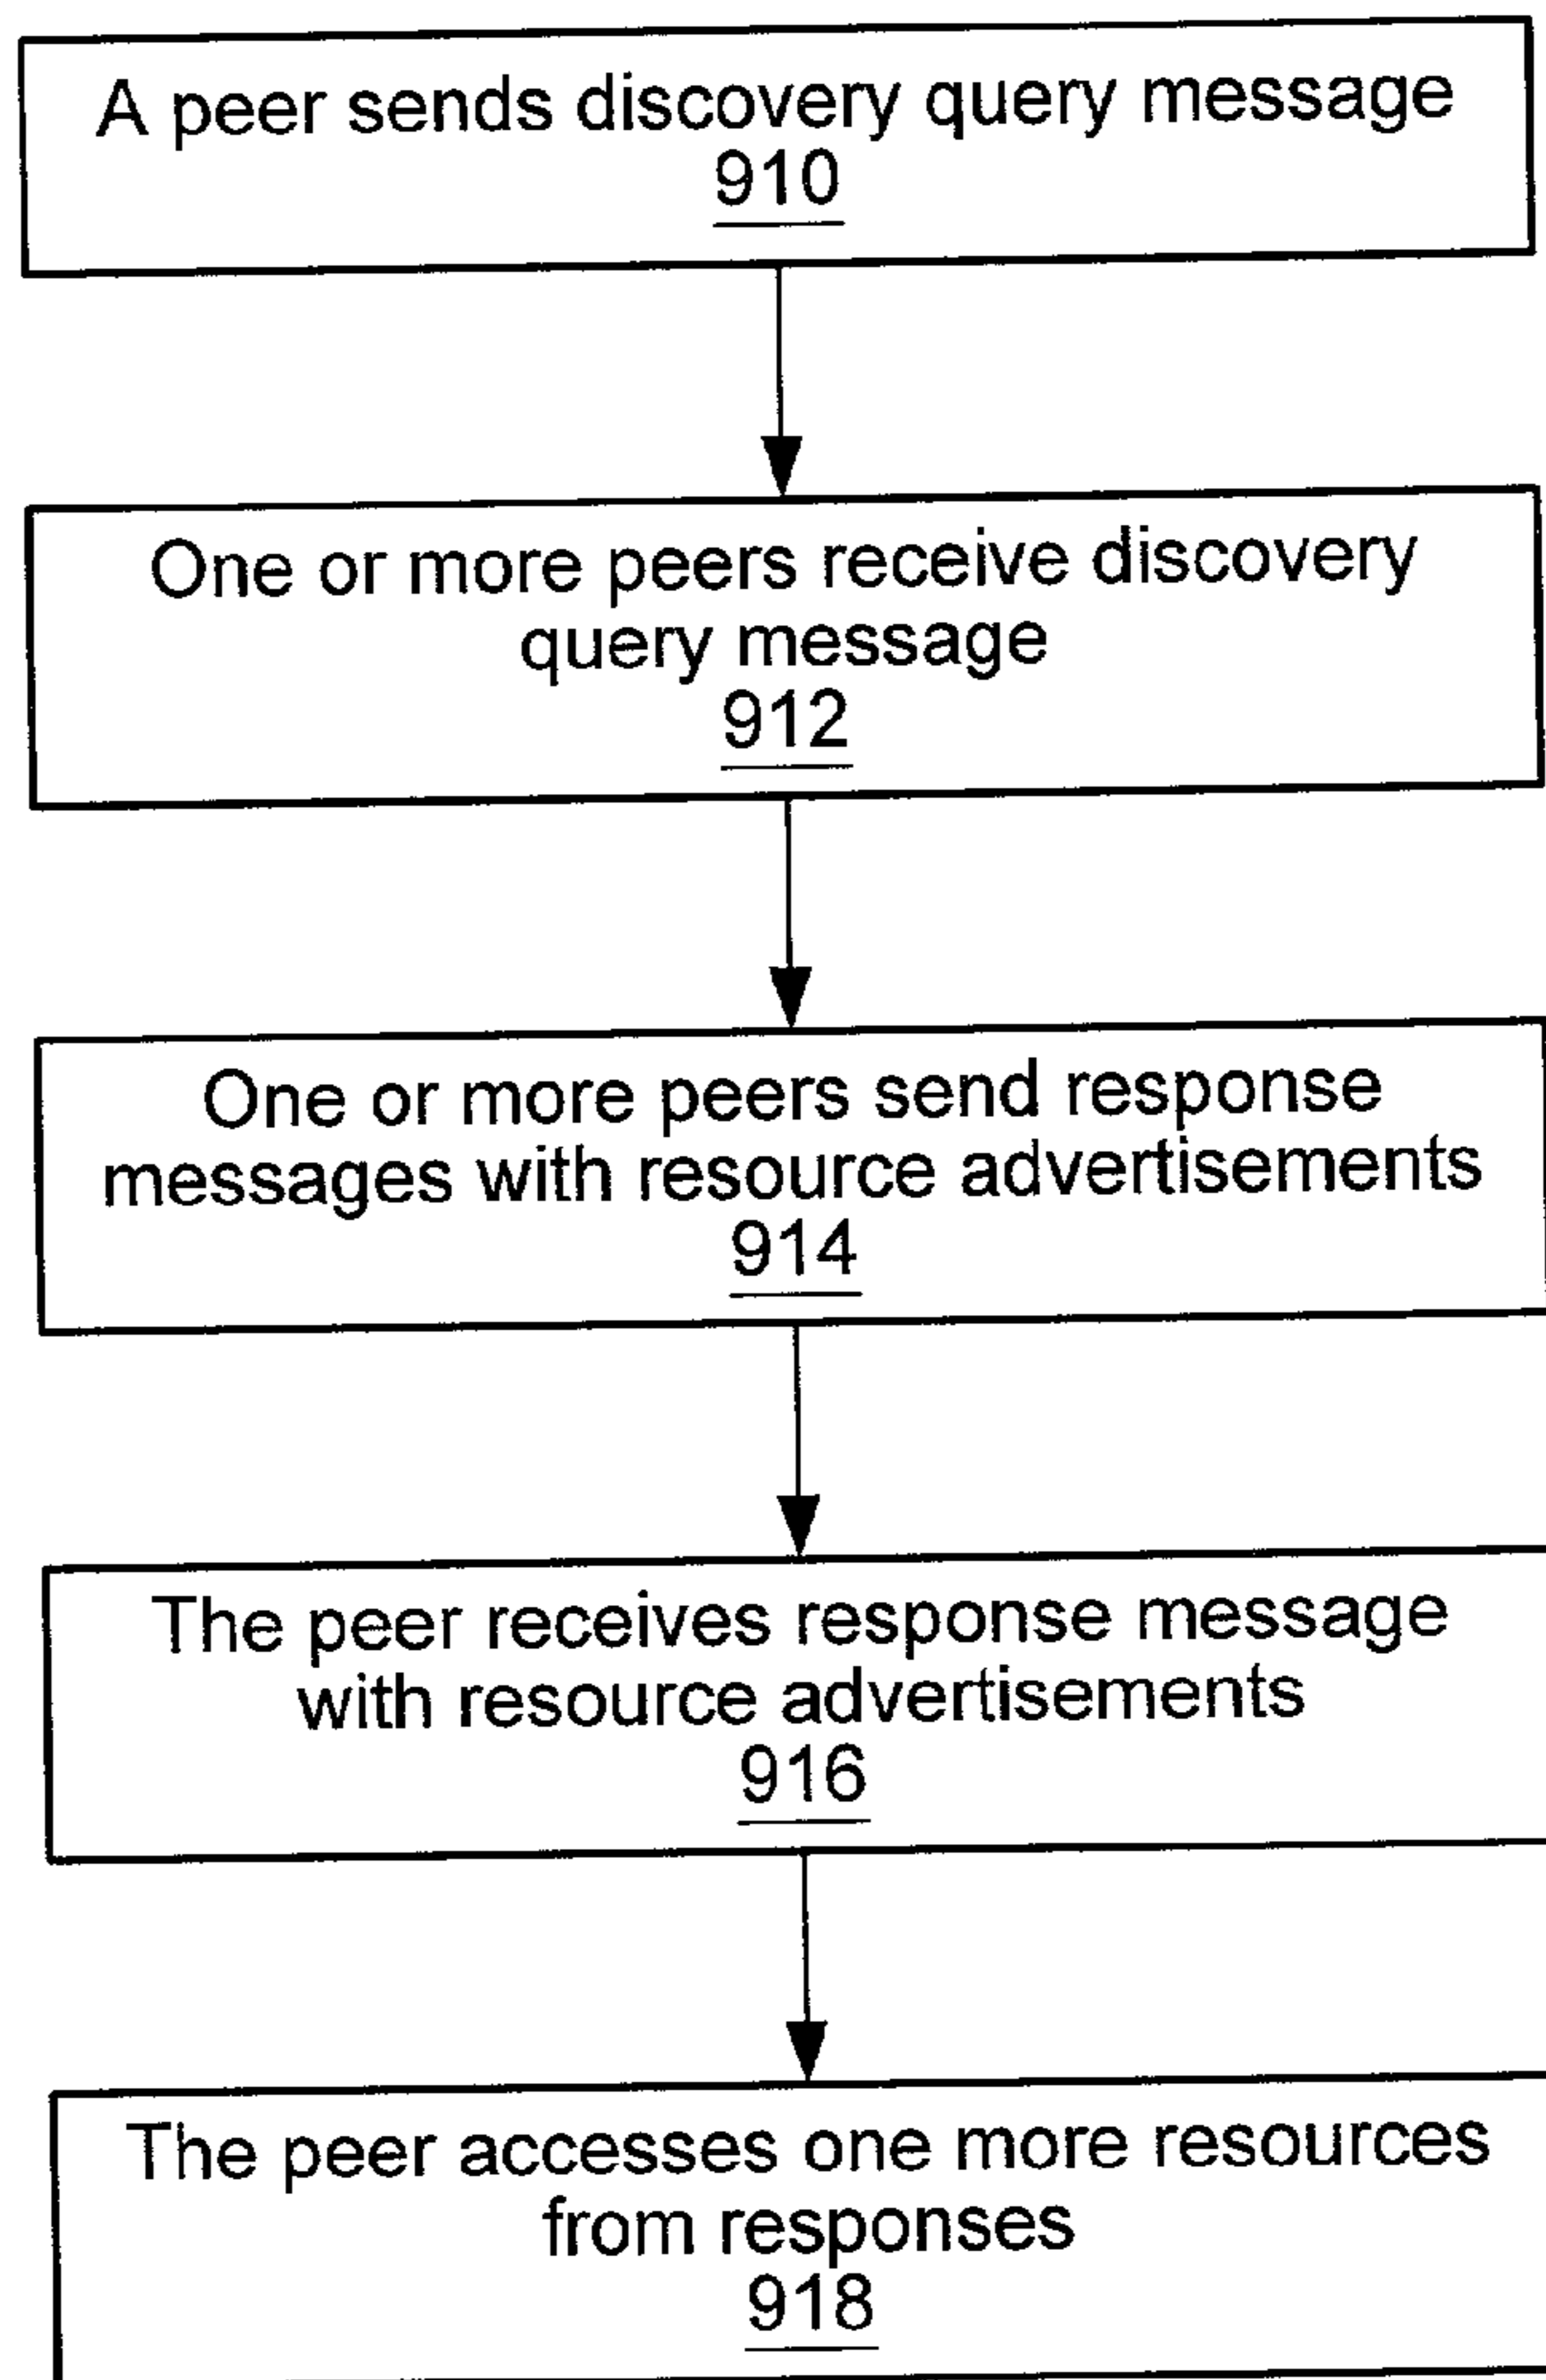 A peer sends discovery query message
910
One or more peers receive discovery
query message
912
One or more peers send response
messages with resource advertisements
914
The peer receives response message
with resource advertisements
916
The peer accesses one more resources
from responses
918